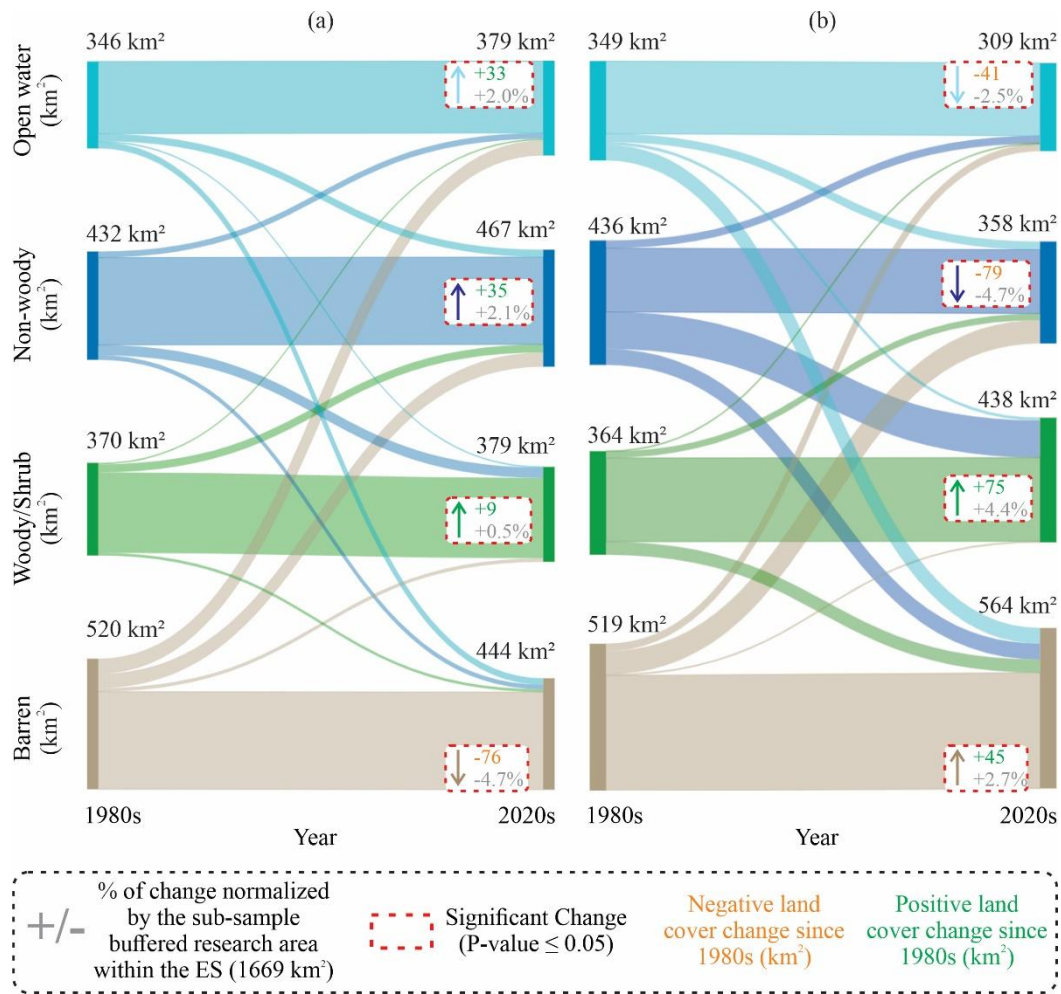 (a)
(b)
346 km²
379 km²
349 km²
309 km²
Open water
(km²)
+33
+2.0%
-41
-2.5%
432 km²
467 km²
436 km²
358 km²
Non-woody
(km²)
+35
+2.1%
-79
-4.7%
370 km²
379 km²
364 km²
438 km²
Woody/Shrub
(km²)
+9
+0.5%
+75
+4.4%
520 km²
444 km²
519 km²
564 km²
Barren
(km²)
-76
-4.7%
+45
+2.7%
1980s
2020s
1980s
2020s
Year
Year
+/-
% of change normalized
by the sub-sample
buffered research area
within the ES (1669 km²)
Significant Change
(P-value ≤ 0.05)
Negative land
cover change since
1980s (km²)
Positive land
cover change since
1980s (km²)